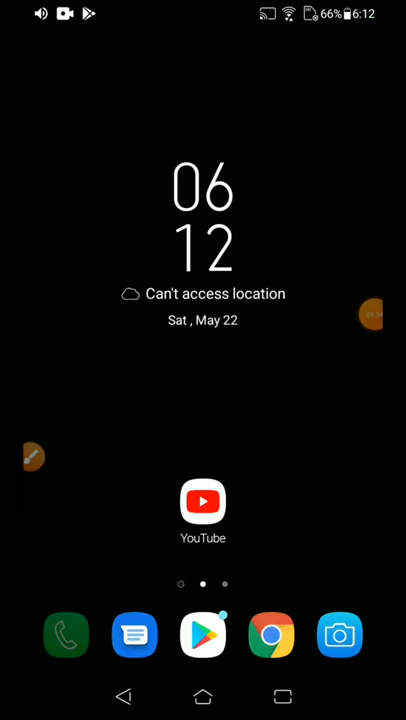 66% 6:12
06
12
Can't access location
Sat , May 22
YouTube
G